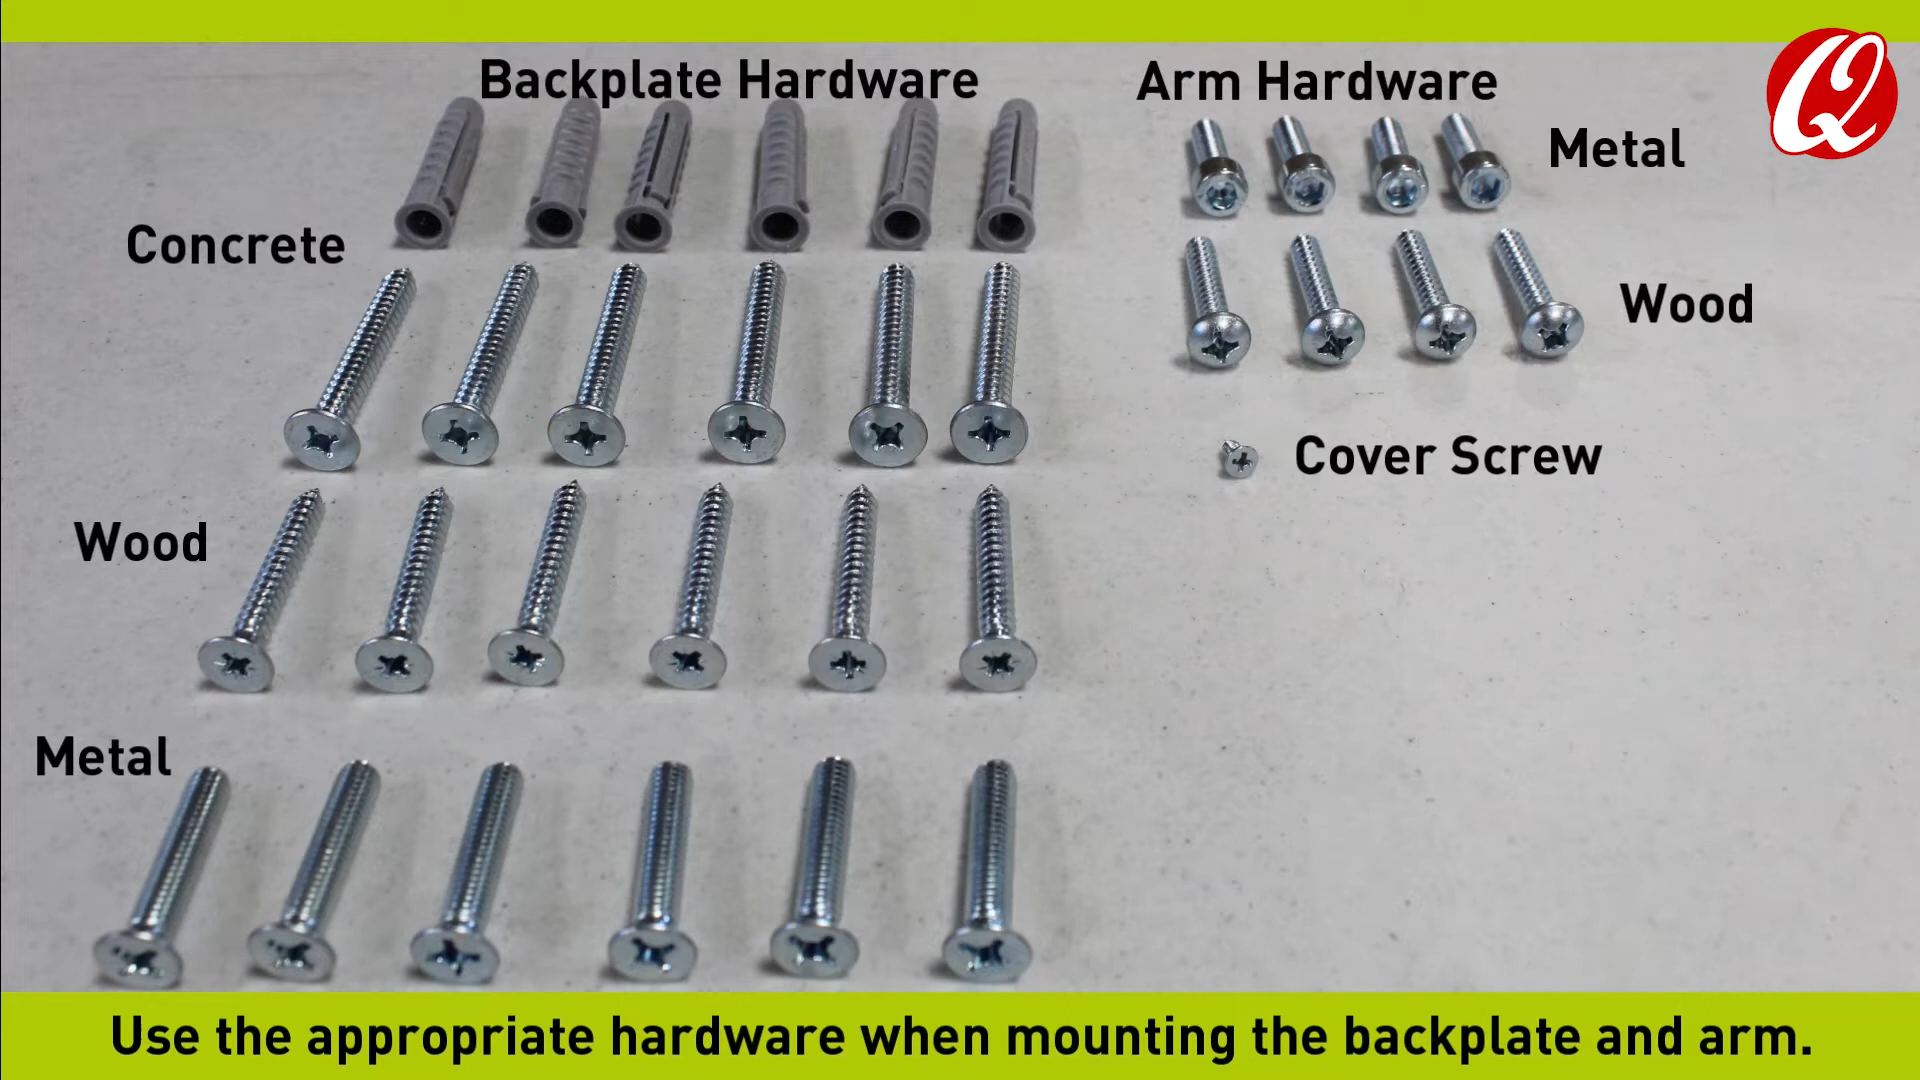 Backplate Hardware
Arm Hardware
Metal
Concrete
Wood
Cover Screw
Wood
Metal
Use the appropriate hardware when mounting the backplate and arm.
Q